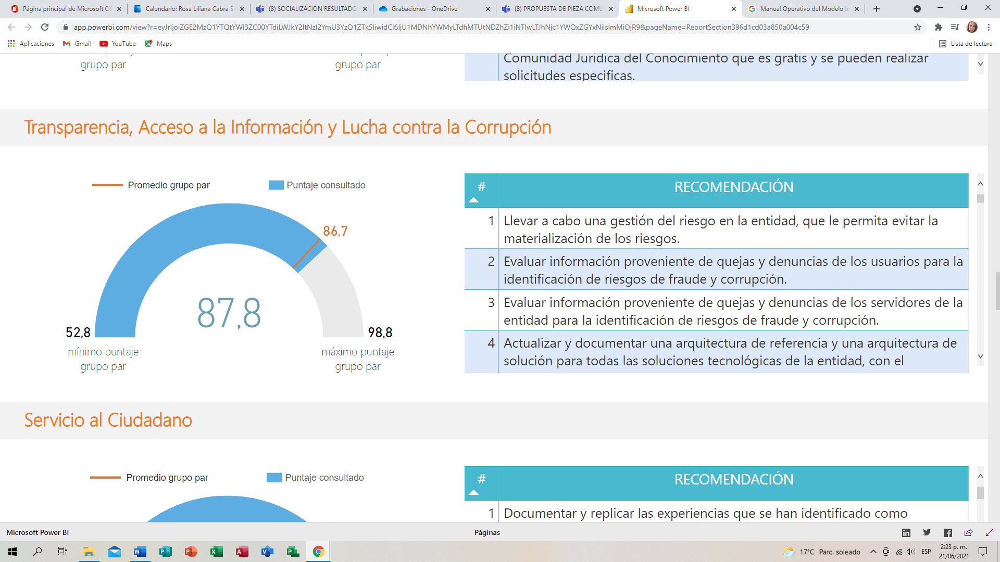 Página principal de Microsoft Of
Calendario: Rosa Liliana Cabra Si
(8) SOCIALIZACIÓN RESULTADO
Grabaciones - OneDrive
(8) PROPUESTA DE PIEZA COMU
Microsoft Power BI
Manual Operativo del Modelo In
Aplicaciones
Gmail
YouTube
Maps
Lista de lectura
grupo par
grupo par
Comunidad Jurídica del Conocimiento que es gratis y se pueden realizar
solicitudes especificas.
Transparencia, Acceso a la Información y Lucha contra la Corrupción
Promedio grupo par
Puntaje consultado
86,7
87,8
52,8
98,8
mínimo puntaje
grupo par
máximo puntaje
grupo par
# RECOMENDACIÓN
1 Llevar a cabo una gestión del riesgo en la entidad, que le permita evitar la
materialización de los riesgos.
2 Evaluar información proveniente de quejas y denuncias de los usuarios para la
identificación de riesgos de fraude y corrupción.
3 Evaluar información proveniente de quejas y denuncias de los servidores de la
entidad para la identificación de riesgos de fraude y corrupción.
4 Actualizar y documentar una arquitectura de referencia y una arquitectura de
solución para todas las soluciones tecnológicas de la entidad, con el
Servicio al Ciudadano
Promedio grupo par
Puntaje consultado
# RECOMENDACIÓN
1 Documentar y replicar las experiencias que se han identificado como
Microsoft Power BI
Páginas
17°C Parc. soleado
ESP
2:23 p. m.
21/06/2021